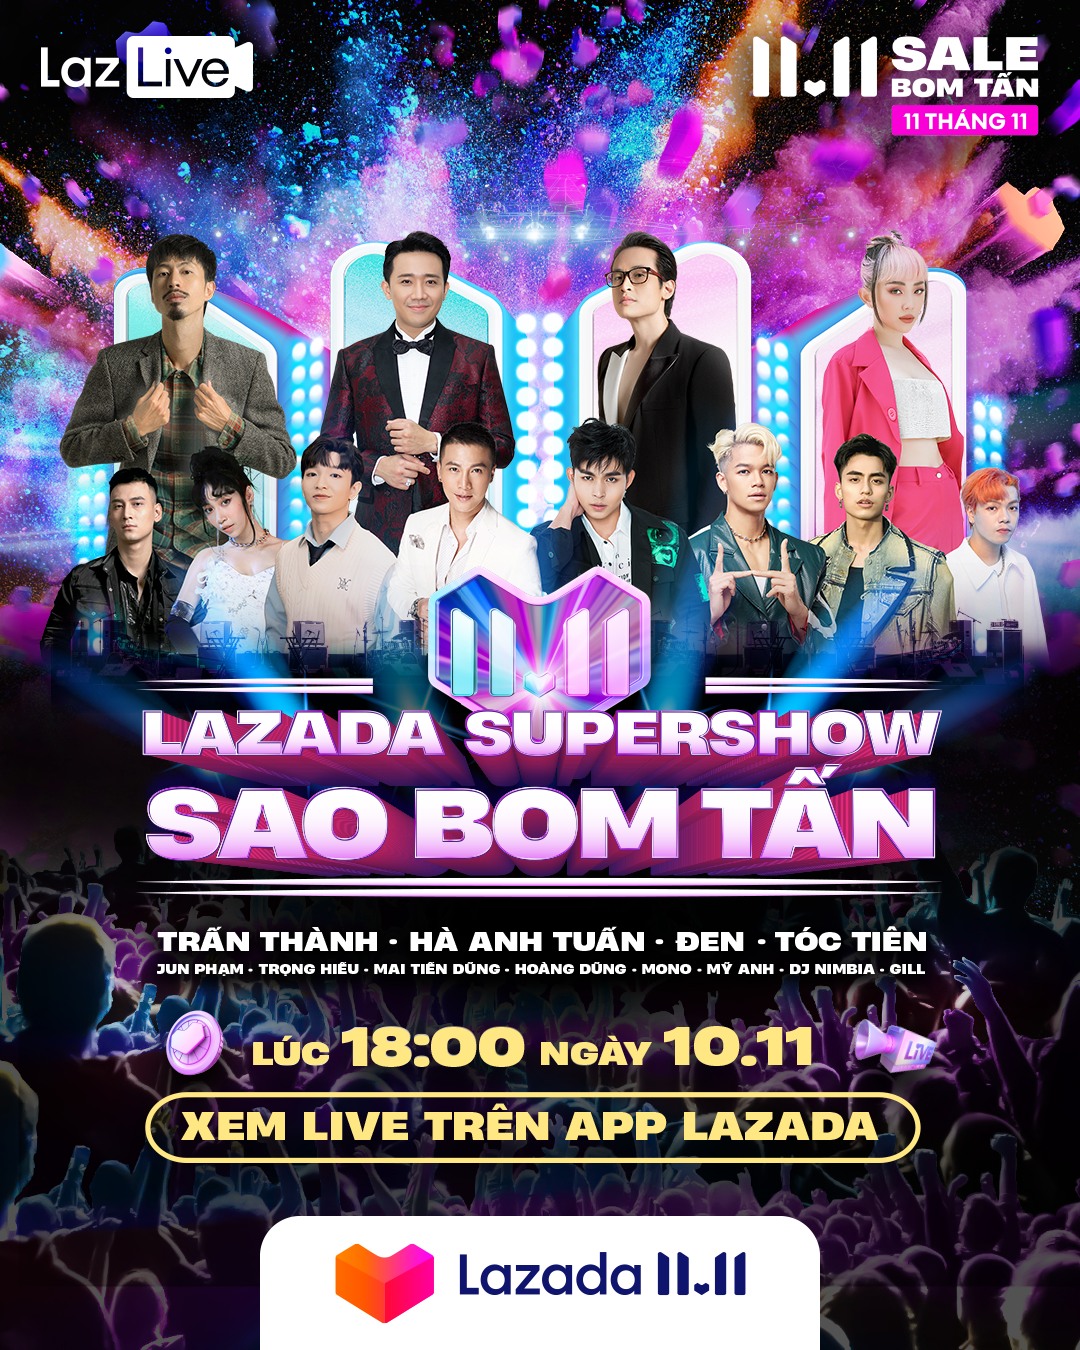 Laz Live
11.11 SALE
BOM TẤN
11 THÁNG 11
11.11
LAZADA SUPERSHOW
SAO BOM TẤN
TRẤN THÀNH · HÀ ANH TUẤN · ĐEN · TÓC TIÊN
JUN PHẠM · TRỌNG HIẾU · MAI TIẾN DŨNG · HOÀNG DŨNG · MONO · MỸ ANH · DJ NIMBIA · GILL
LÚC 18:00 NGÀY 10.11
LIVE
XEM LIVE TRÊN APP LAZADA
Lazada 11.11